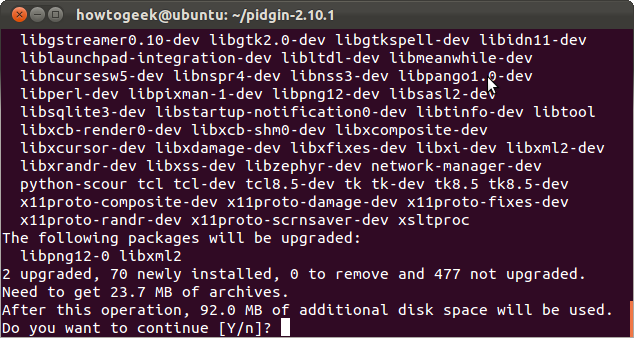 howtogeek@ubuntu: ~/pidgin-2.10.1
libgstreamer0.10-dev libgtk2.0-dev libgtkspell-dev libidn11-dev
liblaunchpad-integration-dev libltdl-dev libmeanwhile-dev
libncursesw5-dev libnspr4-dev libnss3-dev libpango1.0-dev
libperl-dev libpixman-1-dev libpng12-dev libsasl2-dev
libsqlite3-dev libstartup-notification0-dev libtinfo-dev libtool
libxcb-render0-dev libxcb-shm0-dev libxcomposite-dev
libxcursor-dev libxdamage-dev libxfixes-dev libxi-dev libxml2-dev
libxrandr-dev libxss-dev libzephyr-dev network-manager-dev
python-scour tcl tcl-dev tcl8.5-dev tk tk-dev tk8.5 tk8.5-dev
x11proto-composite-dev x11proto-damage-dev x11proto-fixes-dev
x11proto-randr-dev x11proto-scrnsaver-dev xsltproc
The following packages will be upgraded:
libpng12-0 libxml2
2 upgraded, 70 newly installed, 0 to remove and 477 not upgraded.
Need to get 23.7 MB of archives.
After this operation, 92.0 MB of additional disk space will be used.
Do you want to continue [Y/n]?